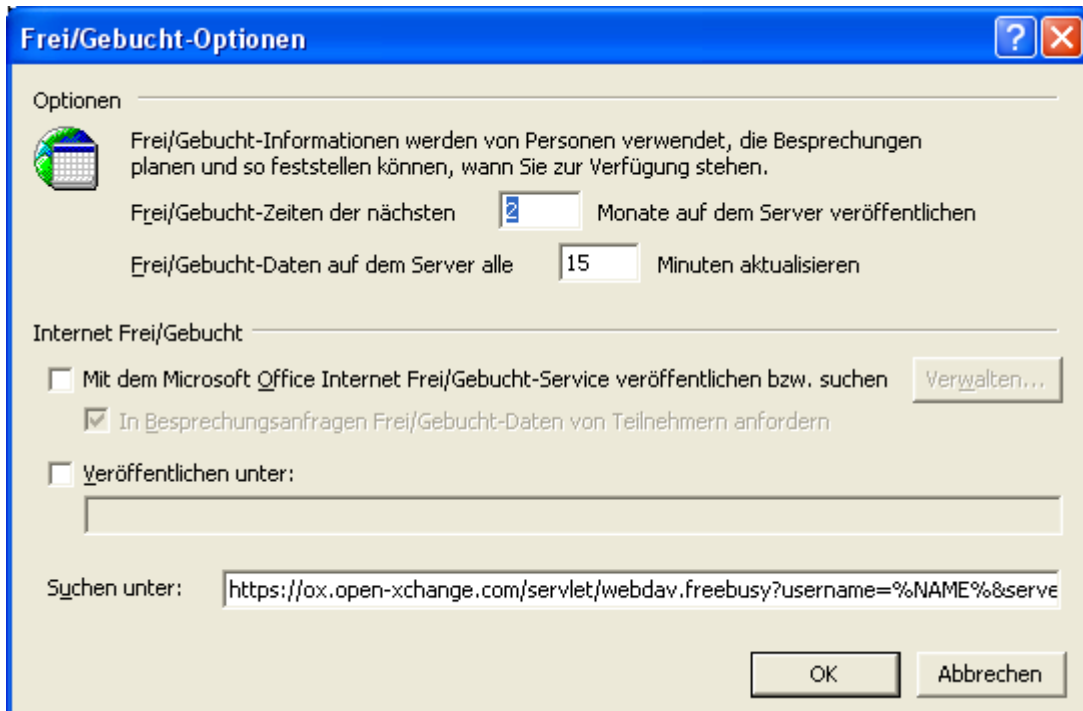 Frei/Gebucht-Optionen
Optionen
Frei/Gebucht-Informationen werden von Personen verwendet, die Besprechungen
planen und so feststellen können, wann Sie zur Verfügung stehen.
Frei/Gebucht-Zeiten der nächsten 2 Monate auf dem Server veröffentlichen
Frei/Gebucht-Daten auf dem Server alle 15 Minuten aktualisieren
Internet Frei/Gebucht
Mit dem Microsoft Office Internet Frei/Gebucht-Service veröffentlichen bzw. suchen Verwalten...
In Besprechungsanfragen Frei/Gebucht-Daten von Teilnehmern anfordern
Veröffentlichen unter:
Suchen unter: https://ox.open-xchange.com/servlet/webdav.freebusy?username=%NAME%&serve
OK Abbrechen